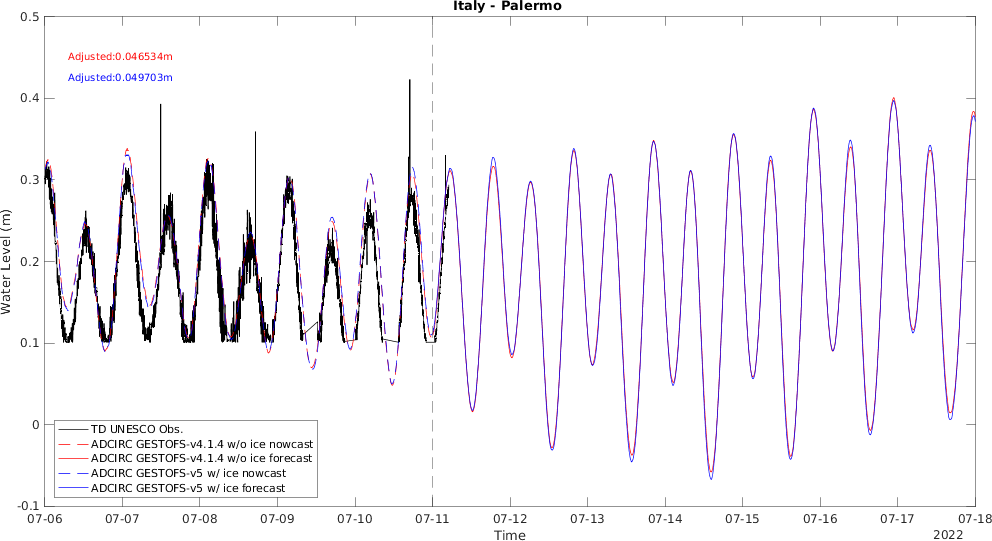 Italy - Palermo
0.5
Adjusted:0.046534m
Adjusted:0.049703m
0.4
0.3
0.2
0.1
0
-0.1
Water Level (m)
TD UNESCO Obs.
ADCIRC GESTOFS-v4.1.4 w/o ice nowcast
ADCIRC GESTOFS-v4.1.4 w/o ice forecast
ADCIRC GESTOFS-v5 w/ ice nowcast
ADCIRC GESTOFS-v5 w/ ice forecast
07-06 07-07 07-08 07-09 07-10 07-11 07-12 07-13 07-14 07-15 07-16 07-17 07-18
Time
2022